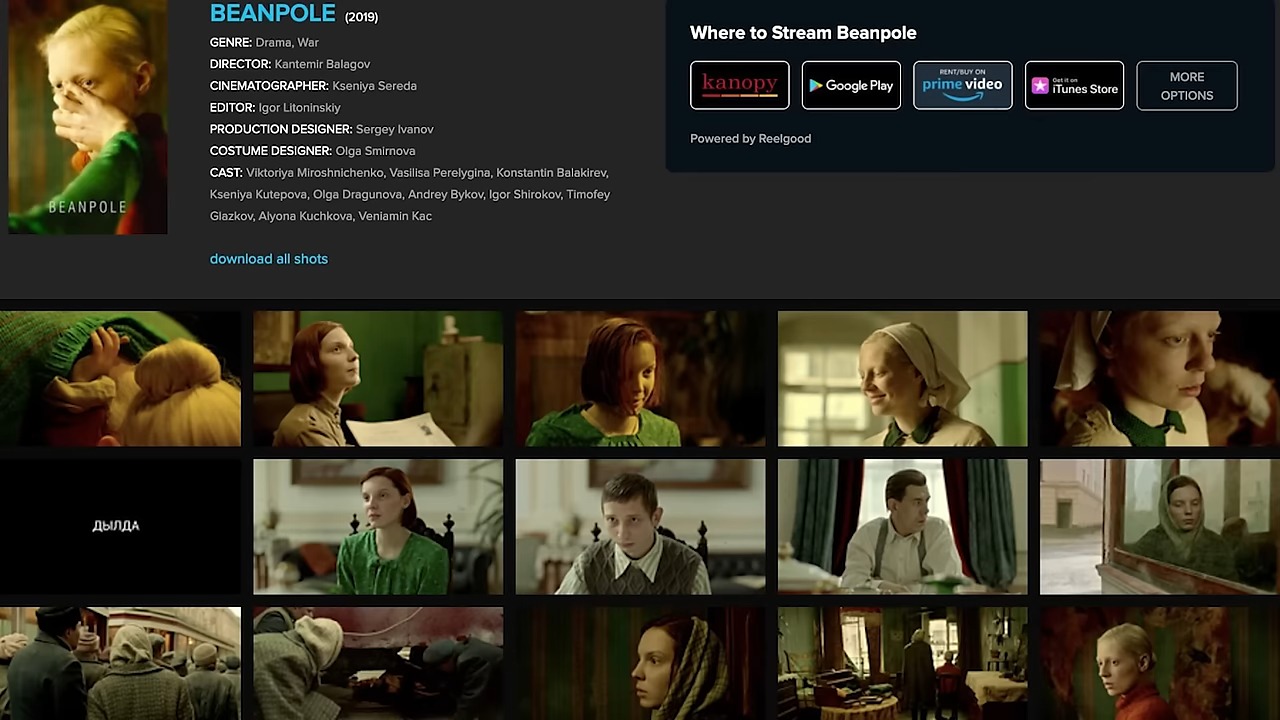 BEANPOLE (2019)
GENRE: Drama, War
DIRECTOR: Kantemir Balagov
CINEMATOGRAPHER: Kseniya Sereda
EDITOR: Igor Litoninskiy
PRODUCTION DESIGNER: Sergey Ivanov
COSTUME DESIGNER: Olga Smirnova
CAST: Viktoriya Miroshnichenko, Vasilisa Perelygina, Konstantin Balakirev,
Kseniya Kutepova, Olga Dragunova, Andrey Bykov, Igor Shirokov, Timofey
Glazkov, Alyona Kuchkova, Veniamin Kac
download all shots
BEANPOLE
Where to Stream Beanpole
kanopy
Google Play
RENT/BUY ON
prime video
Get it on
iTunes Store
MORE
OPTIONS
Powered by Reelgood
ДЫЛДА